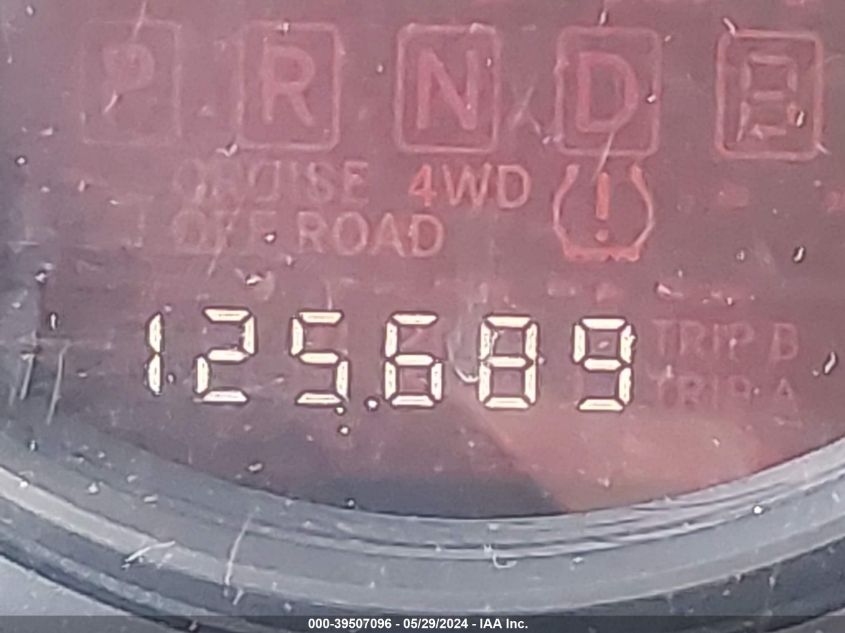 P R N D
CRUISE 4WD !
OFF ROAD
125689 TRIP B
TRIP A
000-39507096 - 05/29/2024 - IAA Inc.